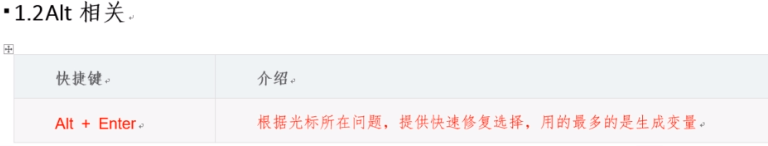 1.2Alt 相关
快捷键 介绍
Alt + Enter 根据光标所在问题，提供快速修复选择，用的最多的是生成变量